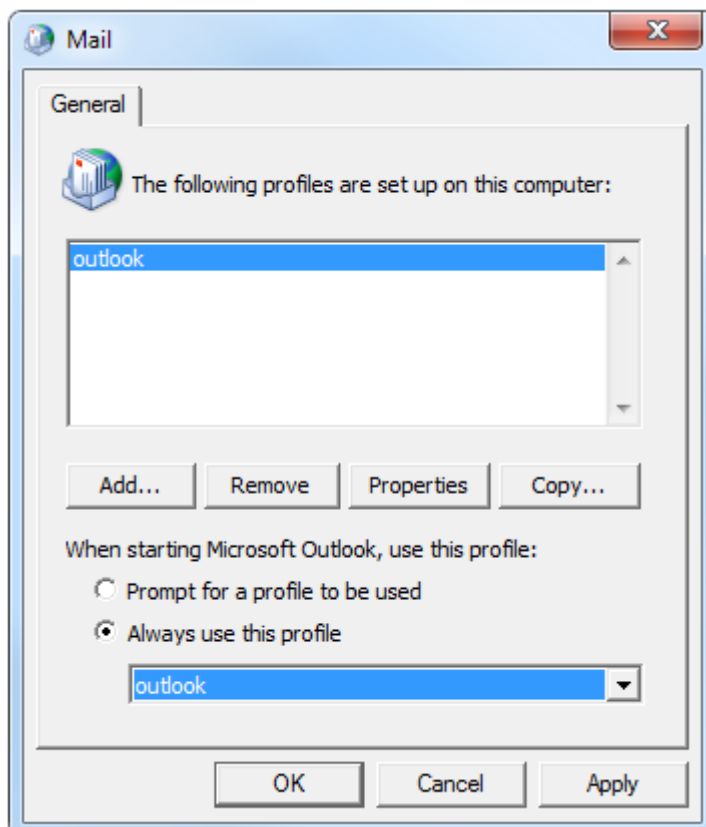 Mail
General
The following profiles are set up on this computer:
outlook
Add... Remove Properties Copy...
When starting Microsoft Outlook, use this profile:
Prompt for a profile to be used
Always use this profile
outlook
OK Cancel Apply